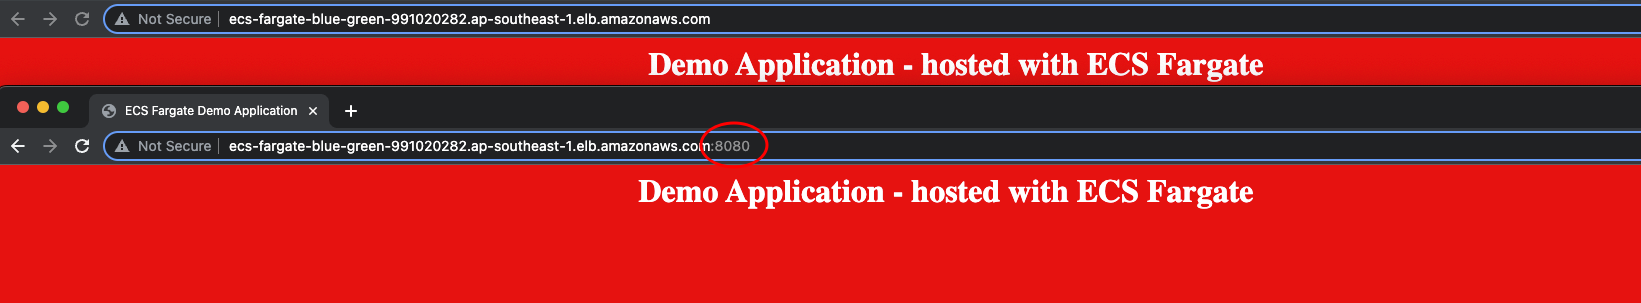 Not Secure ecs-fargate-blue-green-991020282.ap-southeast-1.elb.amazonaws.com
Demo Application - hosted with ECS Fargate
ECS Fargate Demo Application
Not Secure ecs-fargate-blue-green-991020282.ap-southeast-1.elb.amazonaws.com:8080
Demo Application - hosted with ECS Fargate